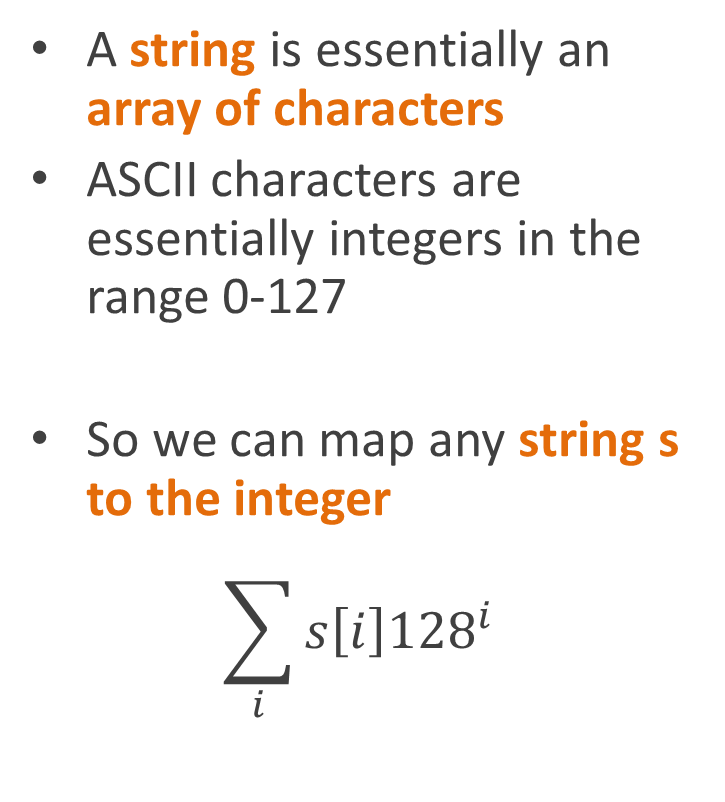 • A string is essentially an
array of characters
• ASCII characters are
essentially integers in the
range 0-127
• So we can map any string s
to the integer
∑ s[i]128ⁱ
i